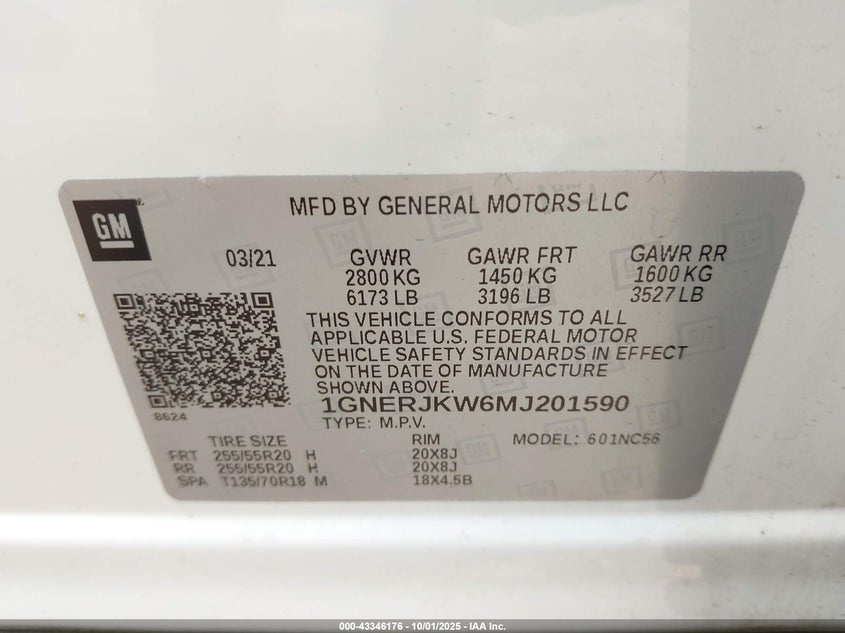 GM
MFD BY GENERAL MOTORS LLC
03/21 GVWR GAWR FRT GAWR RR
2800 KG 1450 KG 1600 KG
6173 LB 3196 LB 3527 LB
THIS VEHICLE CONFORMS TO ALL
APPLICABLE U.S. FEDERAL MOTOR
VEHICLE SAFETY STANDARDS IN EFFECT
ON THE DATE OF MANUFACTURE
SHOWN ABOVE.
1GNERJKW6MJ201590
8624
TYPE: M.P.V.
TIRE SIZE RIM MODEL: 601NC56
FRT 255/55R20 H 20X8J
RR 255/55R20 H 20X8J
SPA T135/70R18 M 18X4.5B
000-43346176 - 10/01/2025 - IAA Inc.